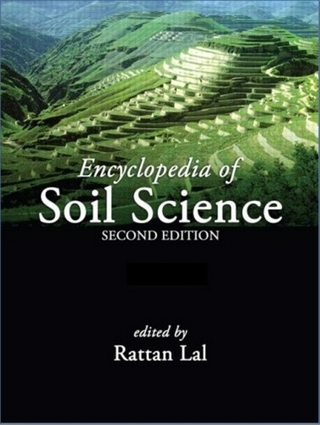 Encyclopedia of
Soil Science
SECOND EDITION
edited by
Rattan Lal